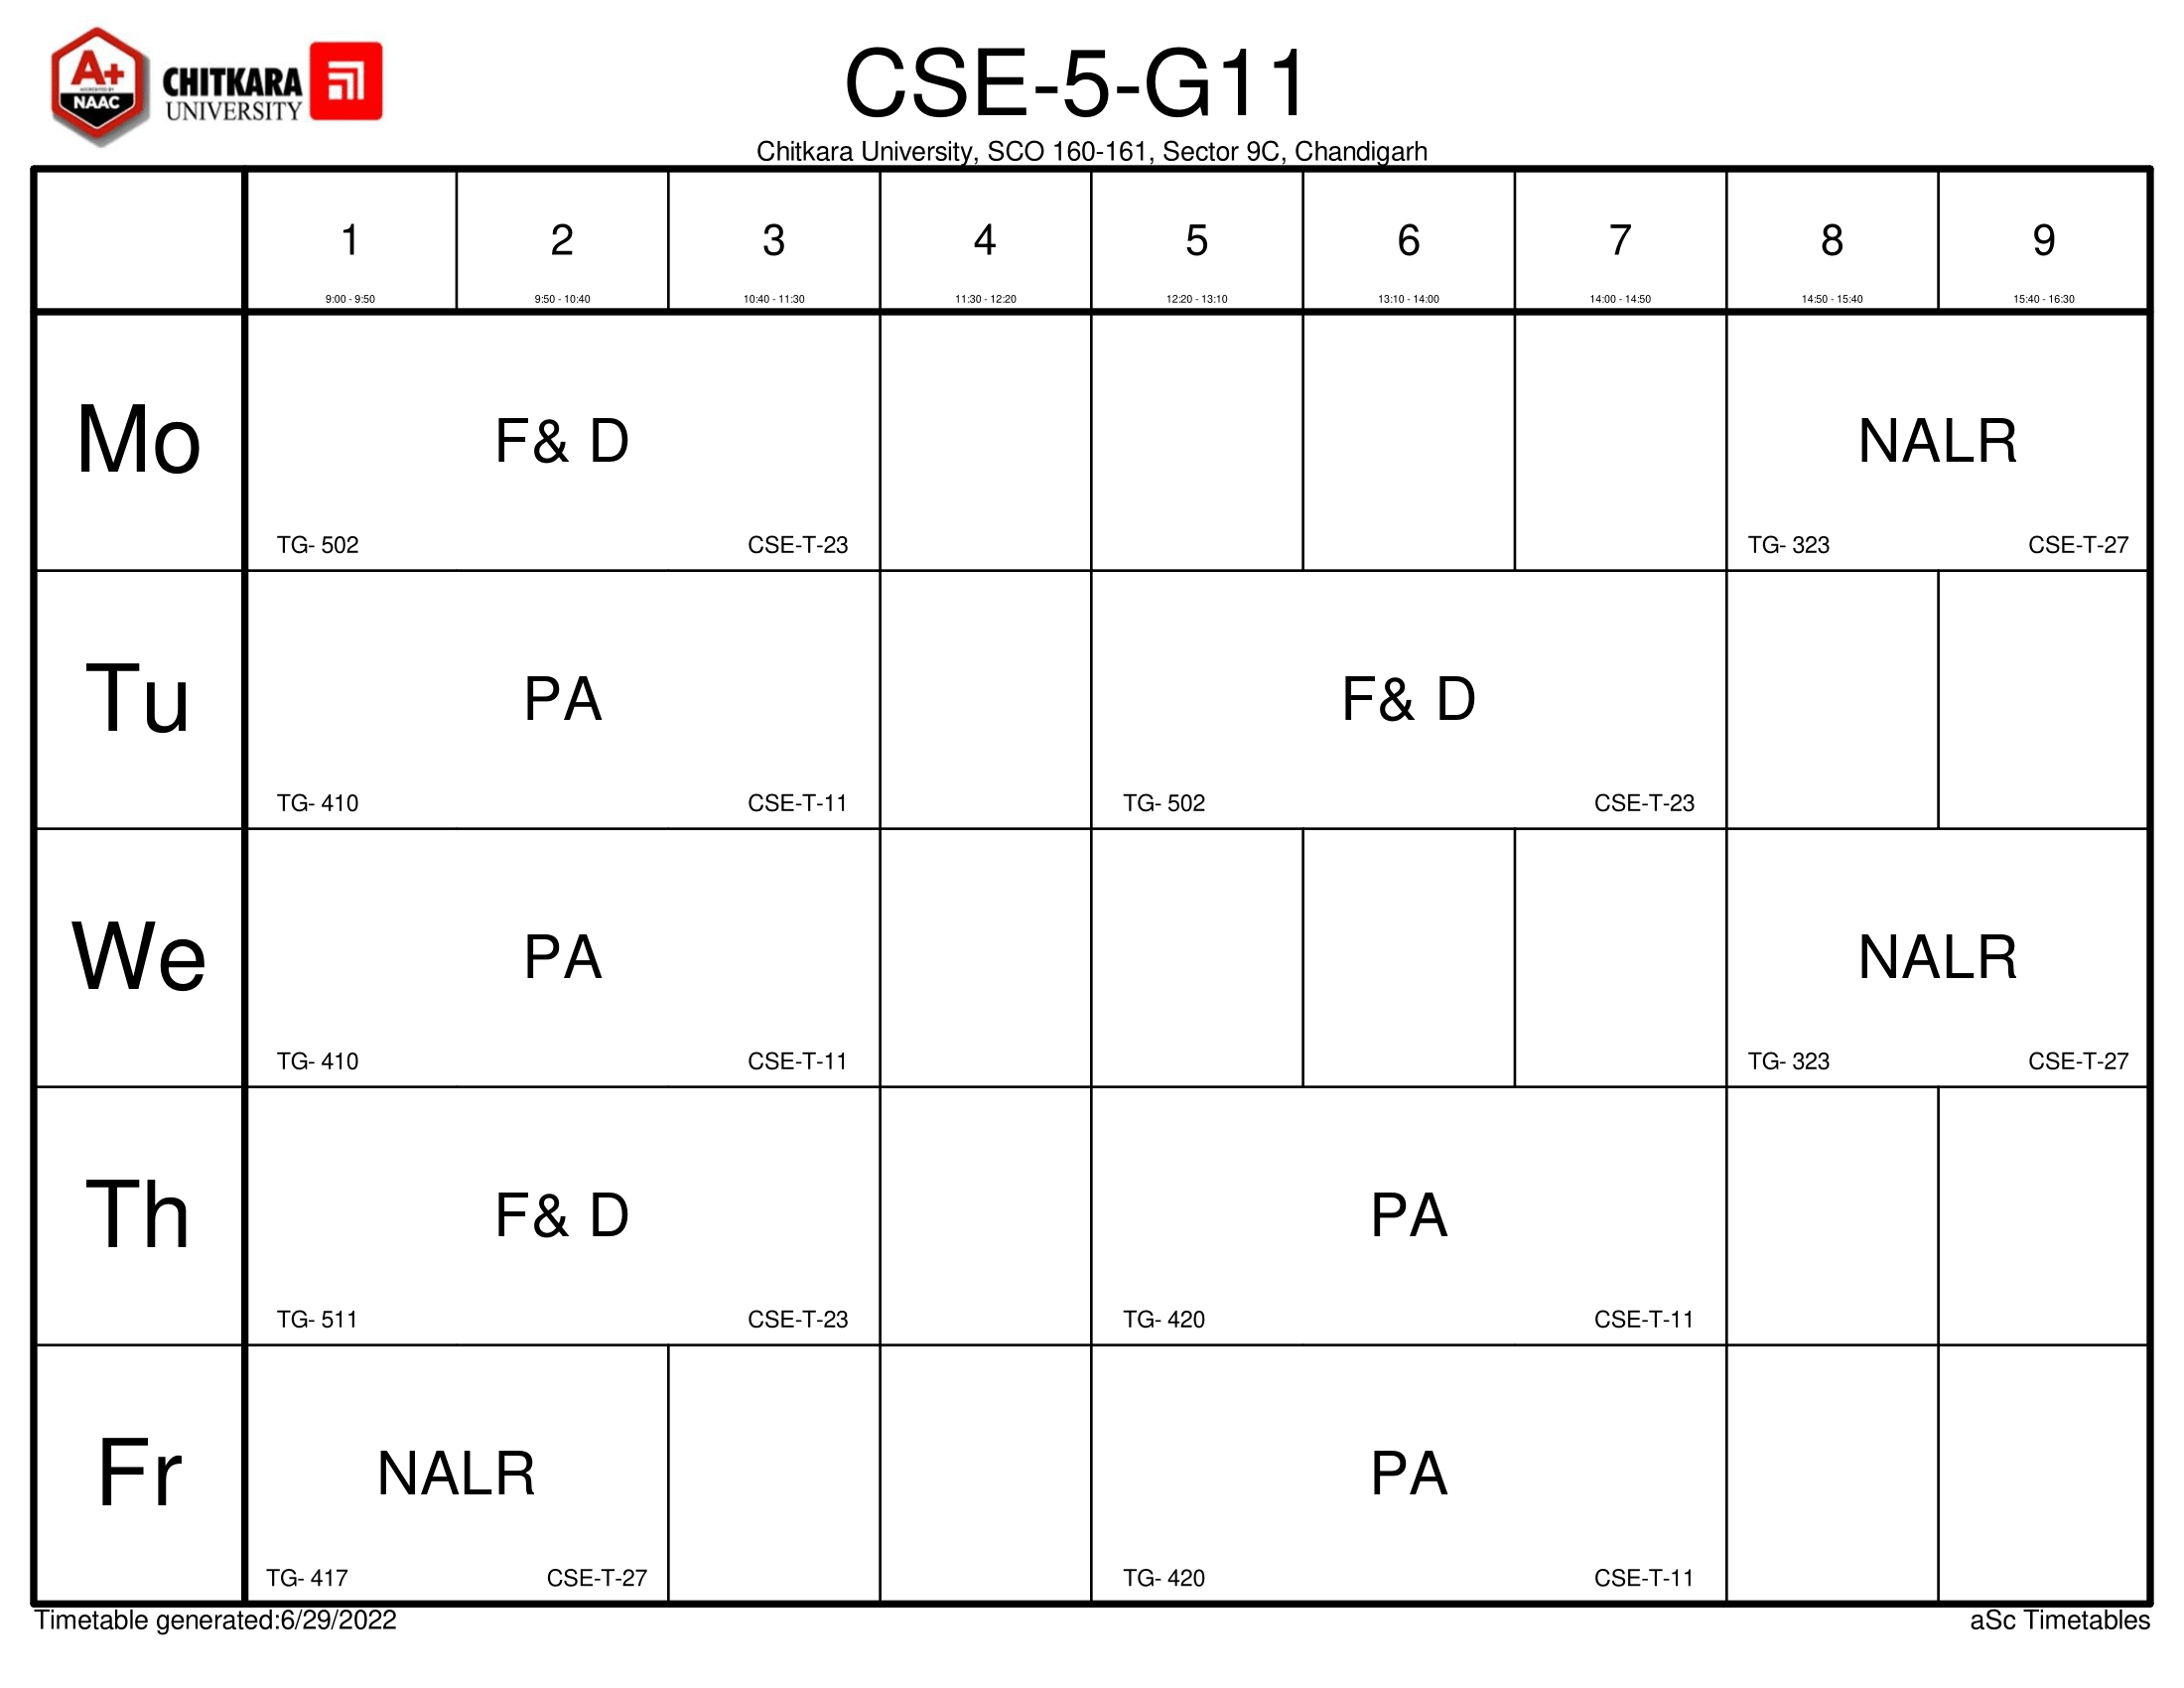 A+
ACCREDITED BY
NAAC
CHITKARA
UNIVERSITY
CSE-5-G11
Chitkara University, SCO 160-161, Sector 9C, Chandigarh
1 2 3 4 5 6 7 8 9
9:00 - 9:50 9:50 - 10:40 10:40 - 11:30 11:30 - 12:20 12:20 - 13:10 13:10 - 14:00 14:00 - 14:50 14:50 - 15:40 15:40 - 16:30
Mo F& D NALR
TG- 502 CSE-T-23 TG- 323 CSE-T-27
Tu PA F& D
TG- 410 CSE-T-11 TG- 502 CSE-T-23
We PA NALR
TG- 410 CSE-T-11 TG- 323 CSE-T-27
Th F& D PA
TG- 511 CSE-T-23 TG- 420 CSE-T-11
Fr NALR PA
TG- 417 CSE-T-27 TG- 420 CSE-T-11
Timetable generated:6/29/2022 aSc Timetables